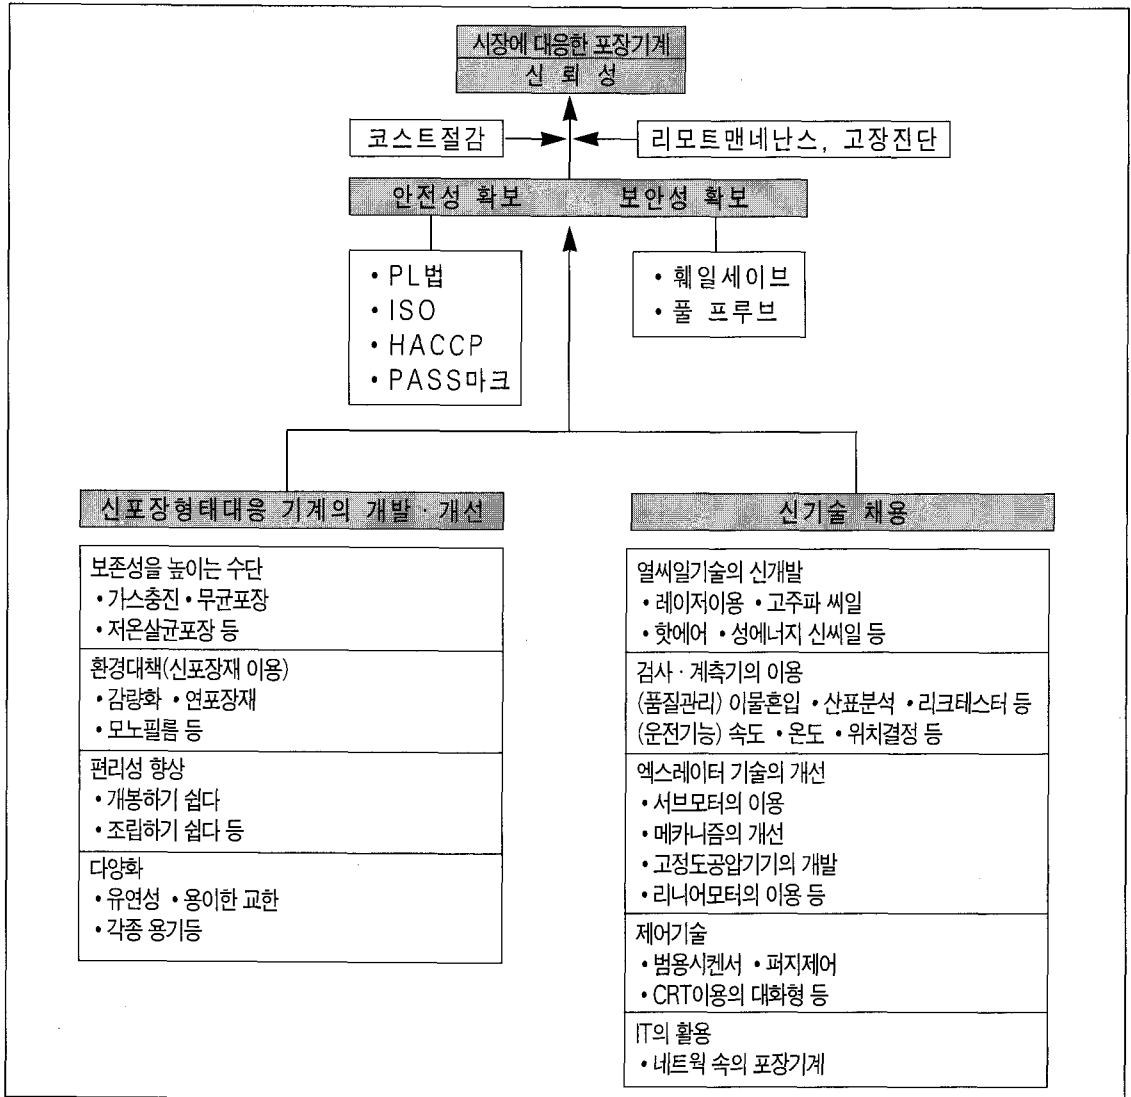 시장에 대응한 포장기계
신 뢰 성
코스트절감
리모트맨네난스, 고장진단
안전성 확보 보안성 확보
• PL법
• ISO
• HACCP
• PASS마크
• 훼일세이브
• 풀 프루브
신포장형태대응 기계의 개발 · 개선
보존성을 높이는 수단
• 가스충진 • 무균포장
• 저온살균포장 등
환경대책(신포장재 이용)
• 감량화 • 연포장재
• 모노필름 등
편리성 향상
• 개봉하기 쉽다
• 조립하기 쉽다 등
다양화
• 유연성 • 용이한 교한
• 각종 용기등
신기술 채용
열씨일기술의 신개발
• 레이저이용 • 고주파 씨일
• 핫에어 • 성에너지 신씨일 등
검사 · 계측기의 이용
(품질관리) 이물혼입 • 산표분석 • 리크테스터 등
(운전기능) 속도 • 온도 • 위치결정 등
엑스레이터 기술의 개선
• 서브모터의 이용
• 메카니즘의 개선
• 고정도공압기기의 개발
• 리니어모터의 이용 등
제어기술
• 범용시켄서 • 퍼지제어
• CRT이용의 대화형 등
IT의 활용
• 네트웍 속의 포장기계